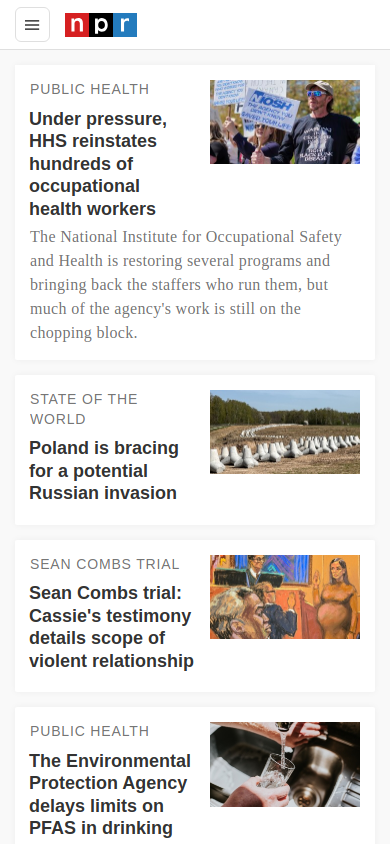 npr
PUBLIC HEALTH
Under pressure,
HHS reinstates
hundreds of
occupational
health workers
NIOSH
The National Institute for Occupational Safety
and Health is restoring several programs and
bringing back the staffers who run them, but
much of the agency's work is still on the
chopping block.
STATE OF THE
WORLD
Poland is bracing
for a potential
Russian invasion
SEAN COMBS TRIAL
Sean Combs trial:
Cassie's testimony
details scope of
violent relationship
PUBLIC HEALTH
The Environmental
Protection Agency
delays limits on
PFAS in drinking